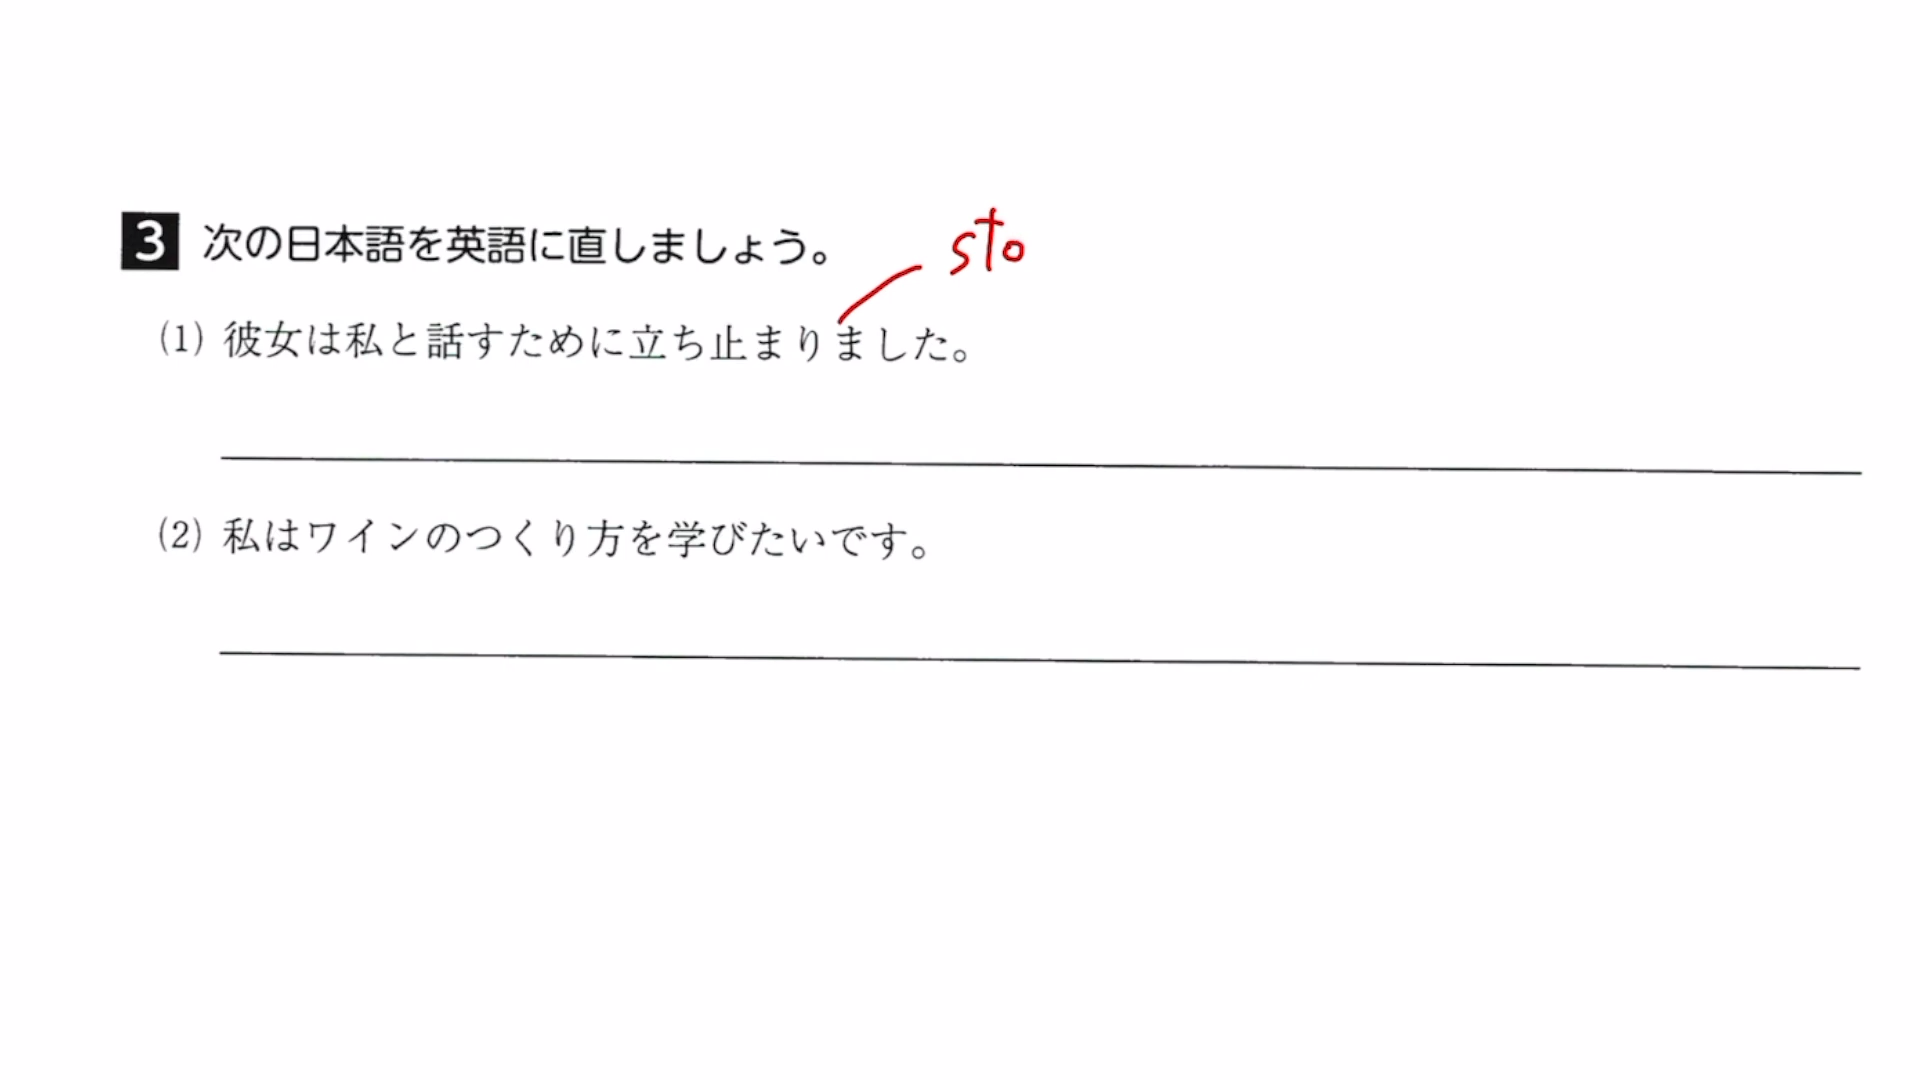 3 次の日本語を英語に直しましょう。
sto
(1) 彼女は私と話すために立ち止まりました。
(2) 私はワインのつくり方を学びたいです。